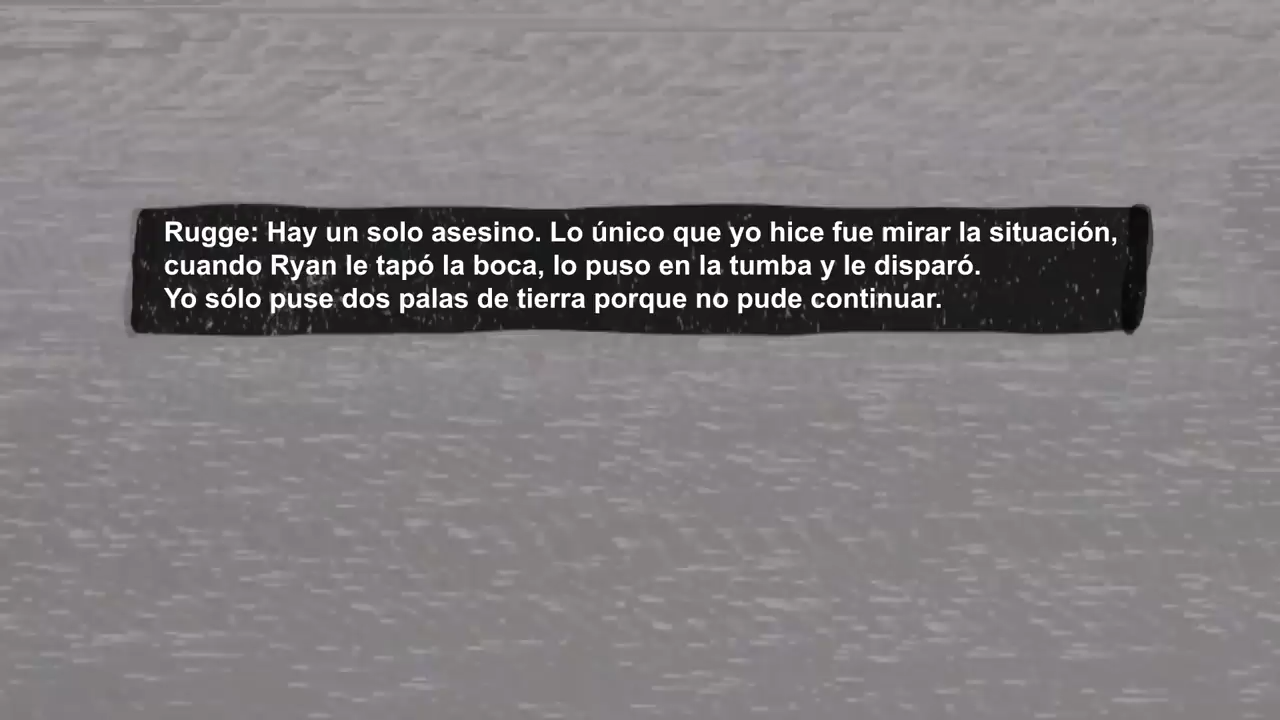 Rugge: Hay un solo asesino. Lo único que yo hice fue mirar la situación,
cuando Ryan le tapó la boca, lo puso en la tumba y le disparó.
Yo sólo puse dos palas de tierra porque no pude continuar.